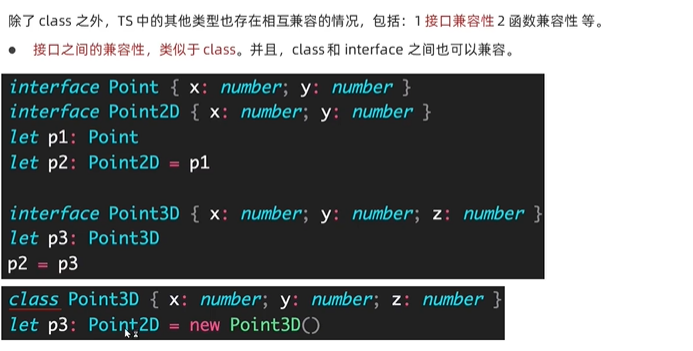 除了 class 之外，TS 中的其他类型也存在相互兼容的情况，包括：1 接口兼容性 2 函数兼容性 等。
● 接口之间的兼容性，类似于 class。并且，class 和 interface 之间也可以兼容。
interface Point { x: number; y: number }
interface Point2D { x: number; y: number }
let p1: Point
let p2: Point2D = p1
interface Point3D { x: number; y: number; z: number }
let p3: Point3D
p2 = p3
class Point3D { x: number; y: number; z: number }
let p3: Point2D = new Point3D()